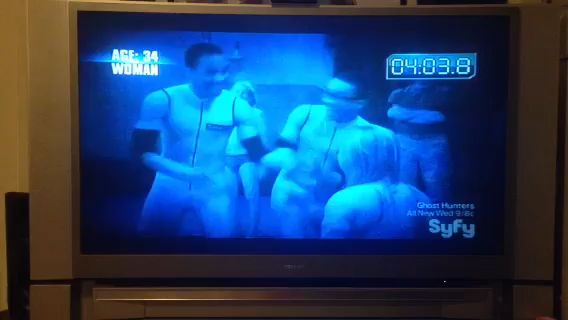 AGE: 34
WOMAN
04:03.8
Ghost Hunters
All New Wed 9/8c
Syfy